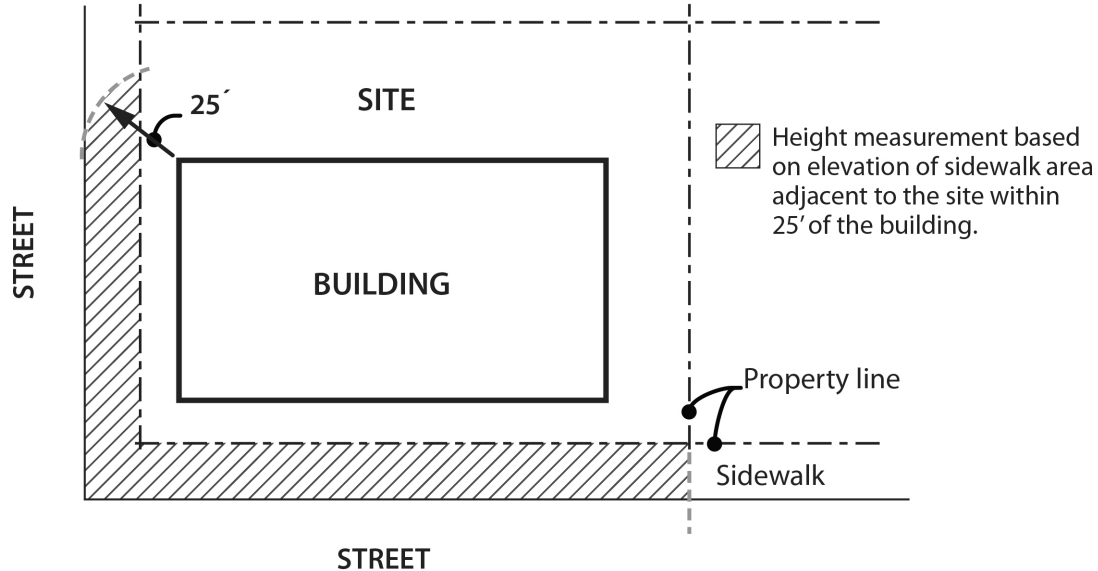 25´
SITE
Height measurement based
on elevation of sidewalk area
adjacent to the site within
25' of the building.
STREET
BUILDING
Property line
Sidewalk
STREET